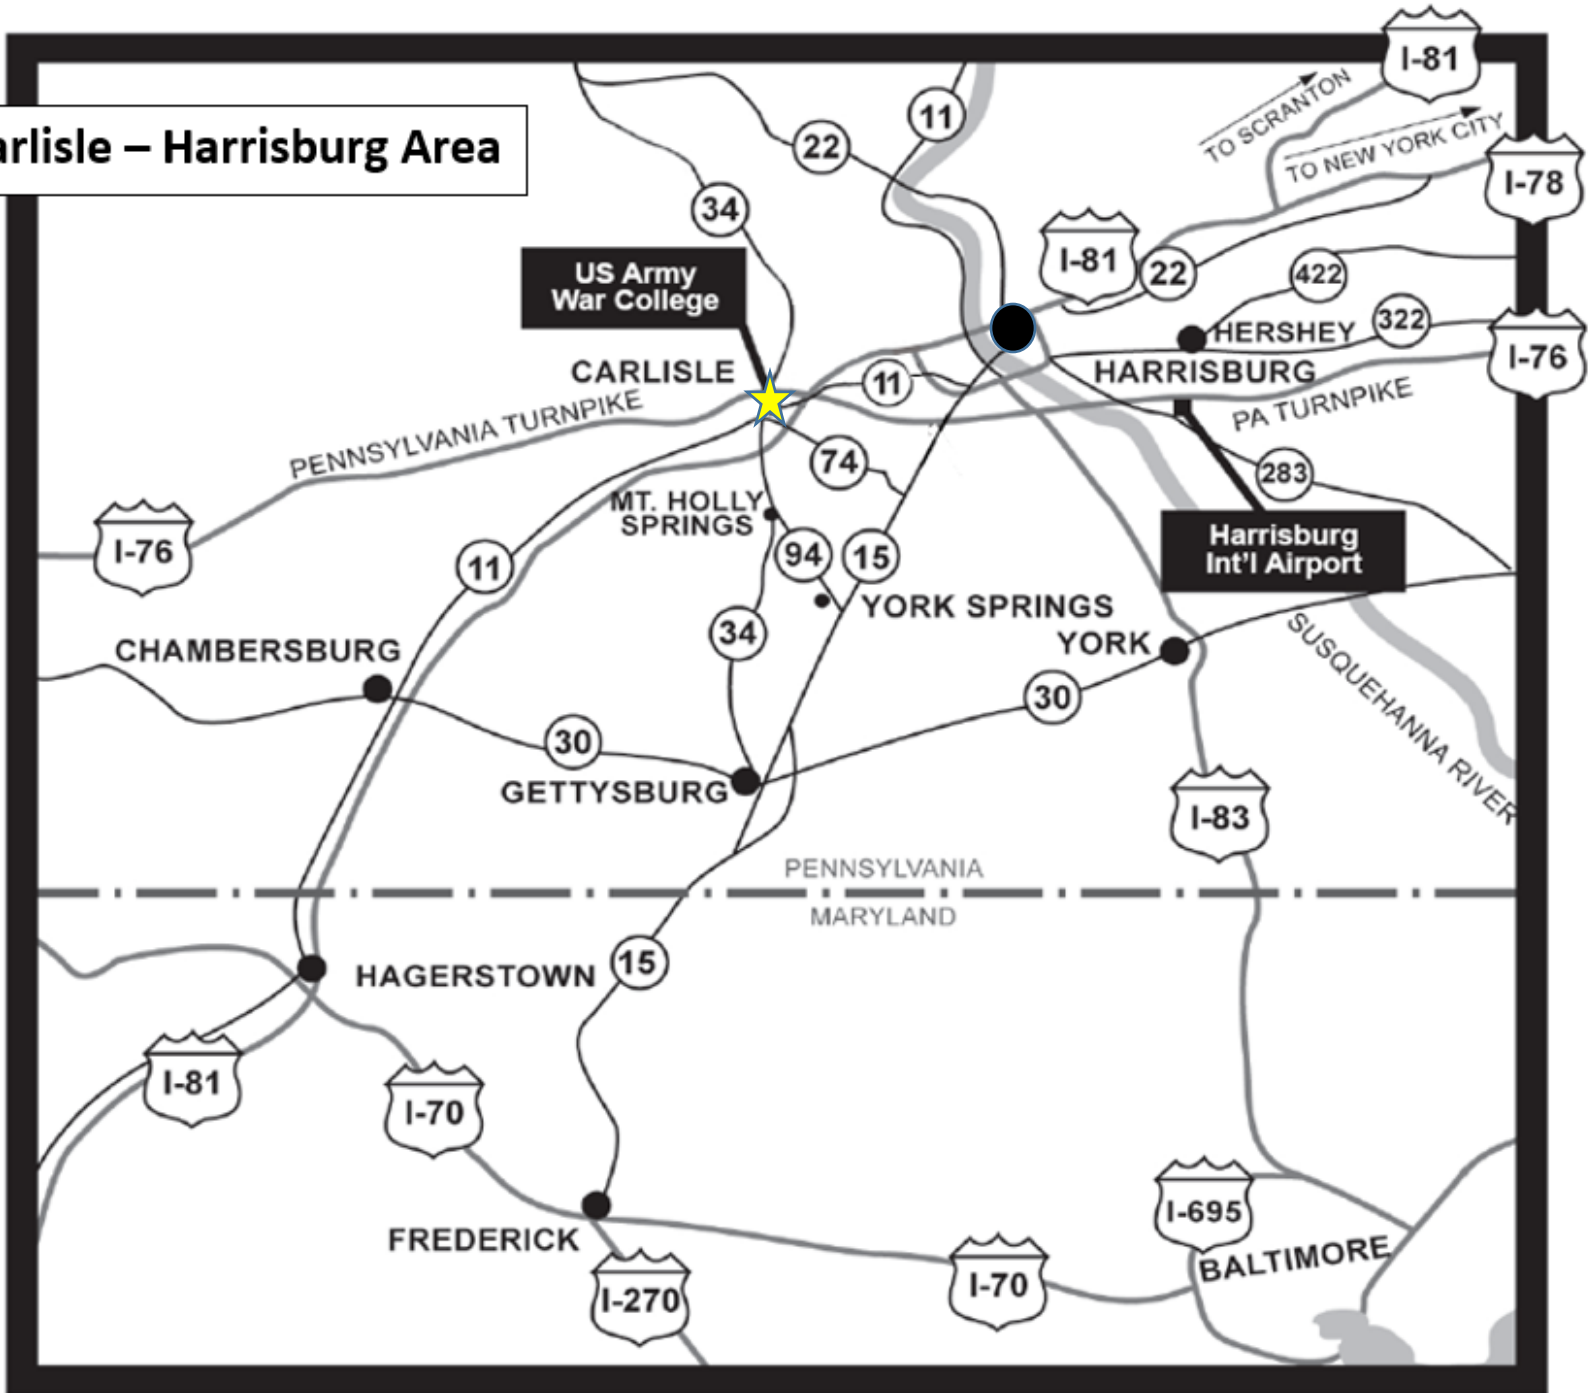 arlisle – Harrisburg Area
I-81
TO SCRANTON
11
22
TO NEW YORK CITY
I-78
34
I-81
22
422
US Army
War College
322
HERSHEY
I-76
CARLISLE
11
HARRISBURG
PENNSYLVANIA TURNPIKE
PA TURNPIKE
74
283
MT. HOLLY
SPRINGS
I-76
11
94
15
Harrisburg
Int'l Airport
YORK SPRINGS
34
YORK
CHAMBERSBURG
SUSQUEHANNA RIVER
30
30
GETTYSBURG
I-83
PENNSYLVANIA
MARYLAND
HAGERSTOWN
15
I-81
I-70
I-695
FREDERICK
BALTIMORE
I-270
I-70